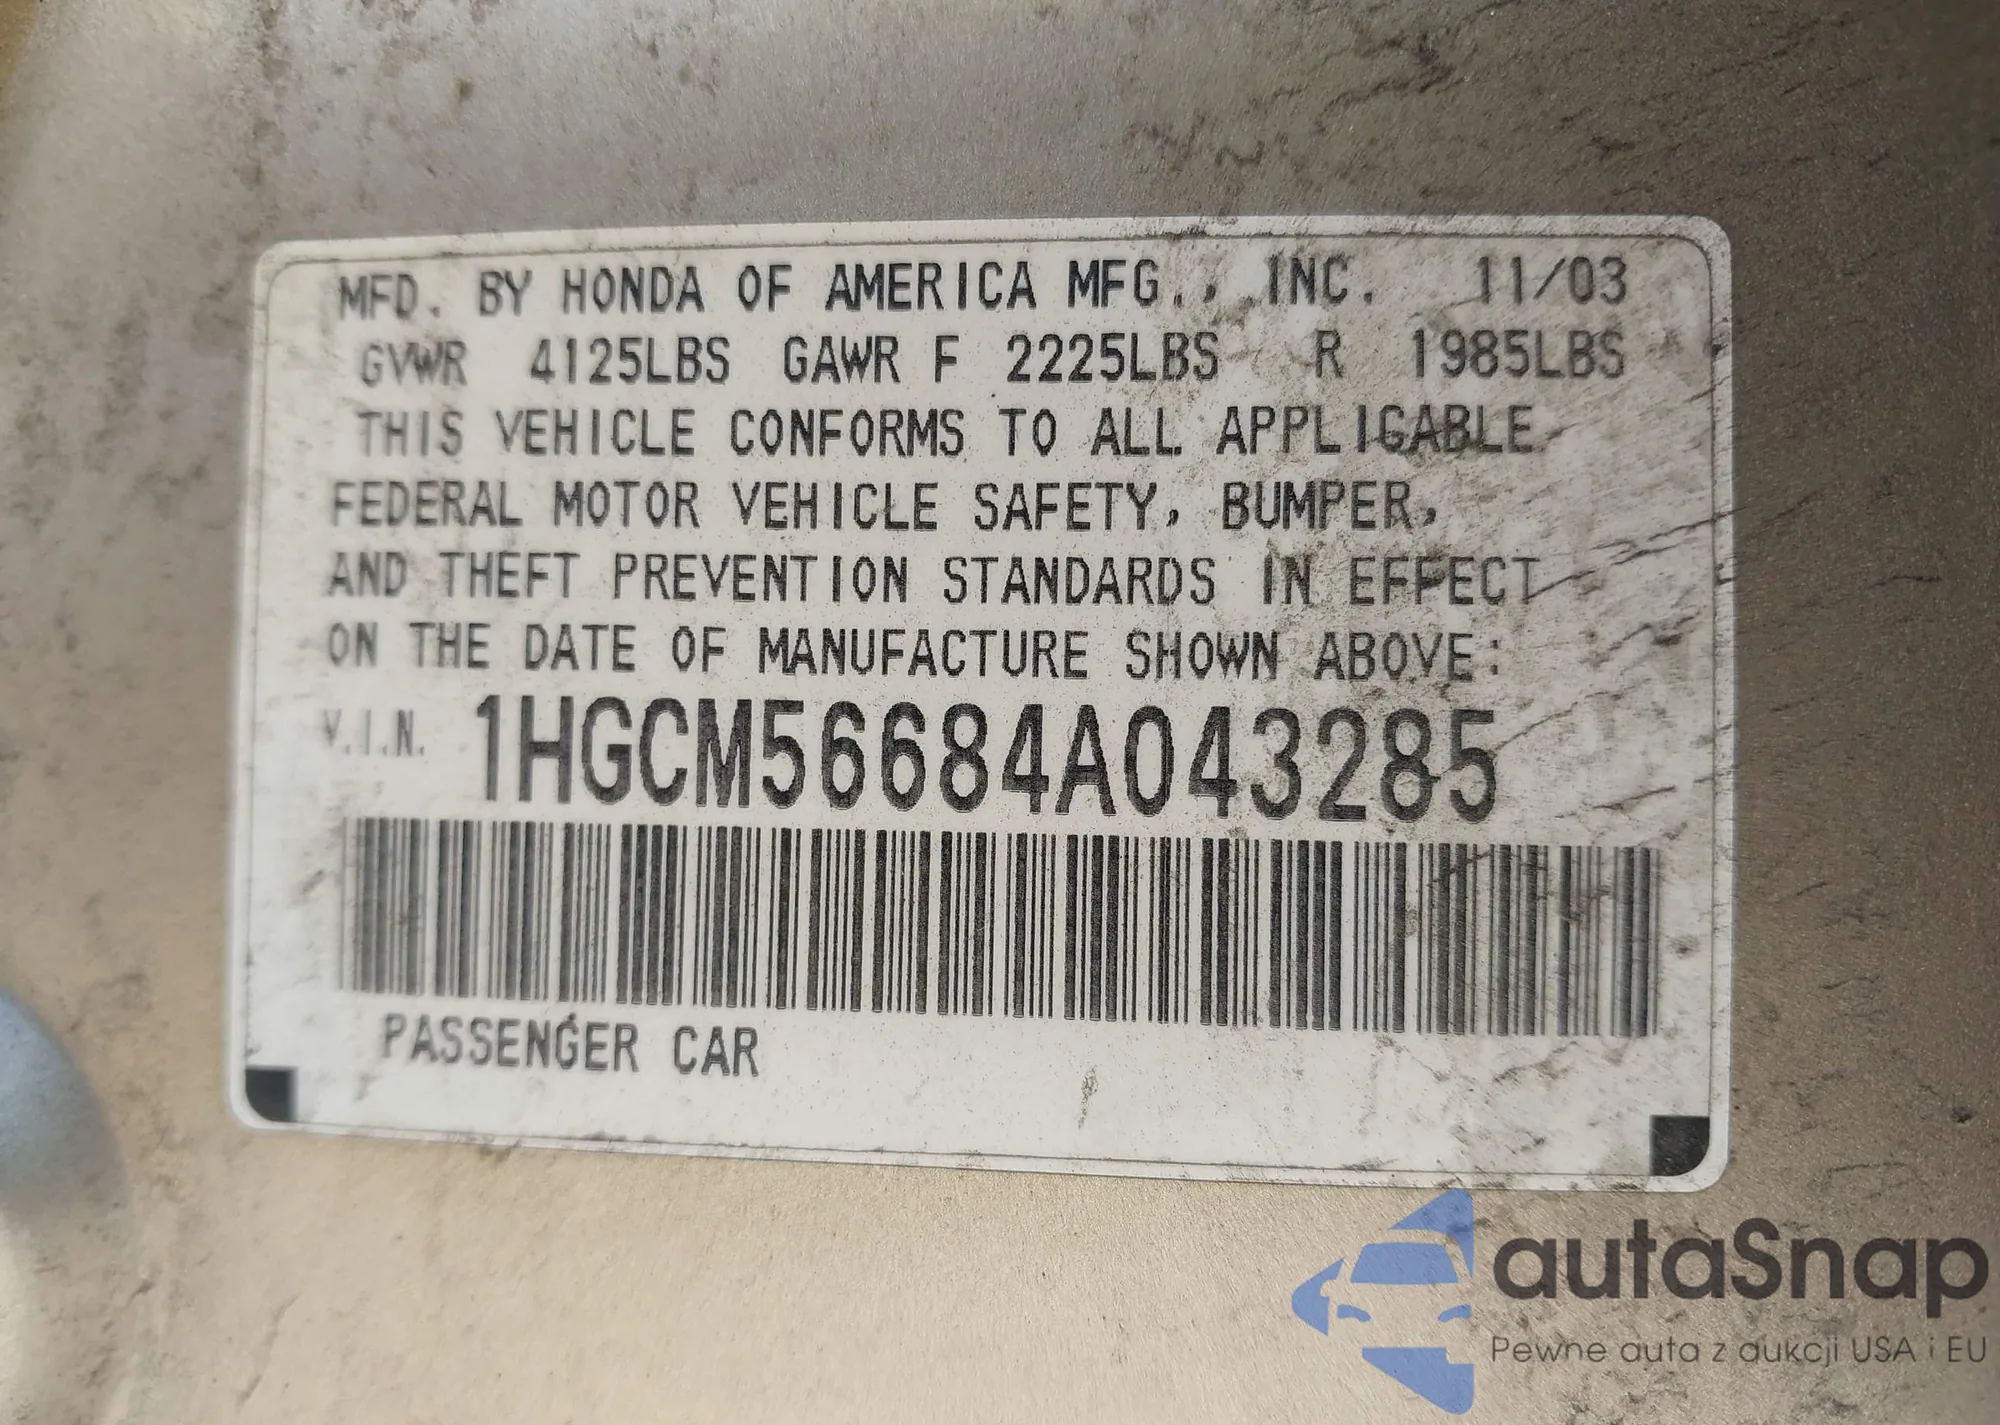 MFD. BY HONDA OF AMERICA MFG., INC. 11/03
GVWR 4125LBS GAWR F 2225LBS R 1985LBS
THIS VEHICLE CONFORMS TO ALL APPLICABLE
FEDERAL MOTOR VEHICLE SAFETY, BUMPER,
AND THEFT PREVENTION STANDARDS IN EFFECT
ON THE DATE OF MANUFACTURE SHOWN ABOVE:
V.I.N. 1HGCM56684A043285
PASSENGER CAR
autaSnap
Pewne auta z aukcji USA i EU